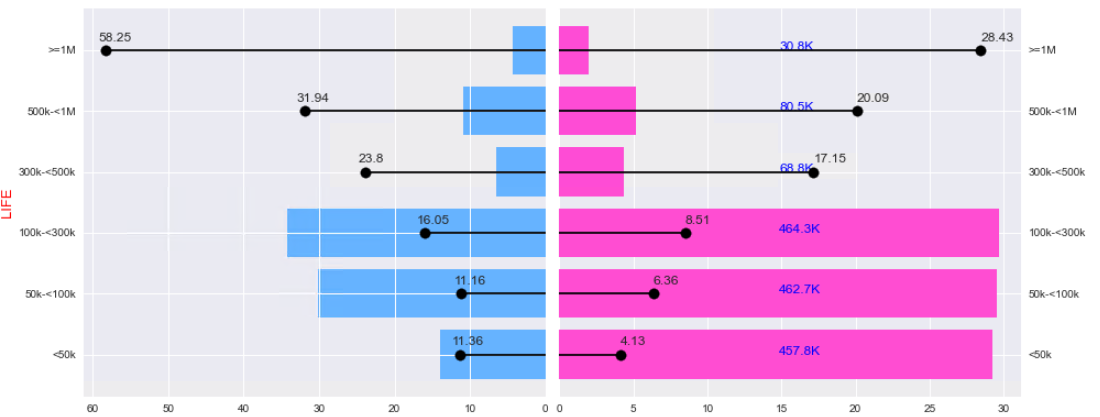 58.25 28.43
>=1M 30.8K >=1M
31.94 20.09
500k-<1M 80.5K 500k-<1M
23.8 17.15
300k-<500k 68.8K 300k-<500k
LIFE
16.05 8.51
100k-<300k 464.3K 100k-<300k
11.16 6.36
50k-<100k 462.7K 50k-<100k
11.36 4.13
<50k 457.8K <50k
60 50 40 30 20 10 0 0 5 10 15 20 25 30